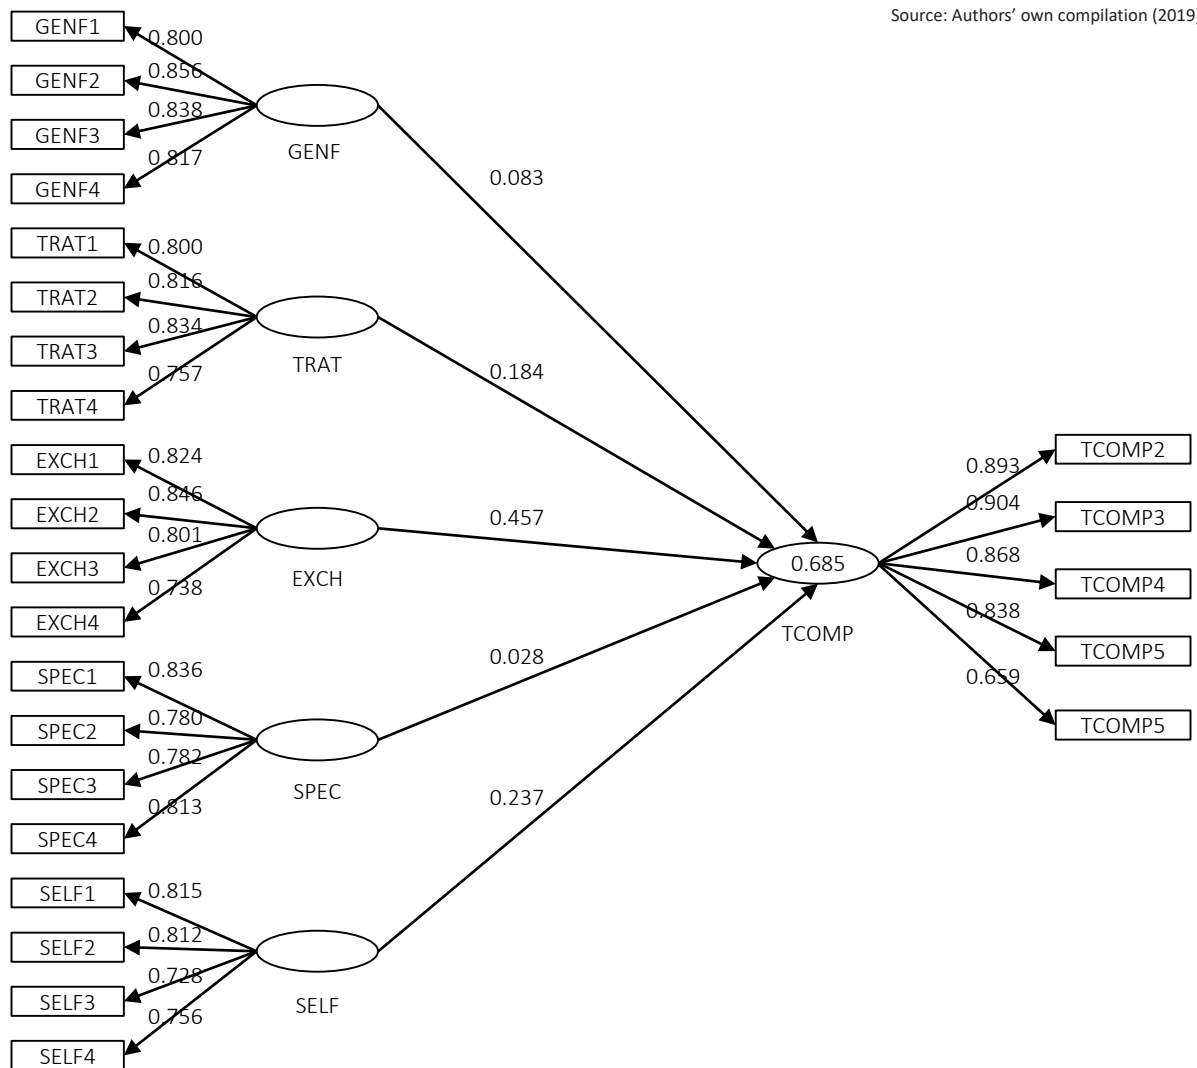 Source: Authors' own compilation (2019)
GENF1
0.800
GENF2
0.856
GENF3
0.838
GENF4
0.817
GENF
0.083
TRAT1
0.800
TRAT2
0.816
TRAT3
0.834
TRAT4
0.757
TRAT
0.184
EXCH1
0.824
EXCH2
0.846
EXCH3
0.801
EXCH4
0.738
EXCH
0.457
SPEC1
0.836
SPEC2
0.780
SPEC3
0.782
SPEC4
0.813
SPEC
0.028
SELF1
0.815
SELF2
0.812
SELF3
0.728
SELF4
0.756
SELF
0.237
0.685
TCOMP
0.893
TCOMP2
0.904
TCOMP3
0.868
TCOMP4
0.838
TCOMP5
0.659
TCOMP5